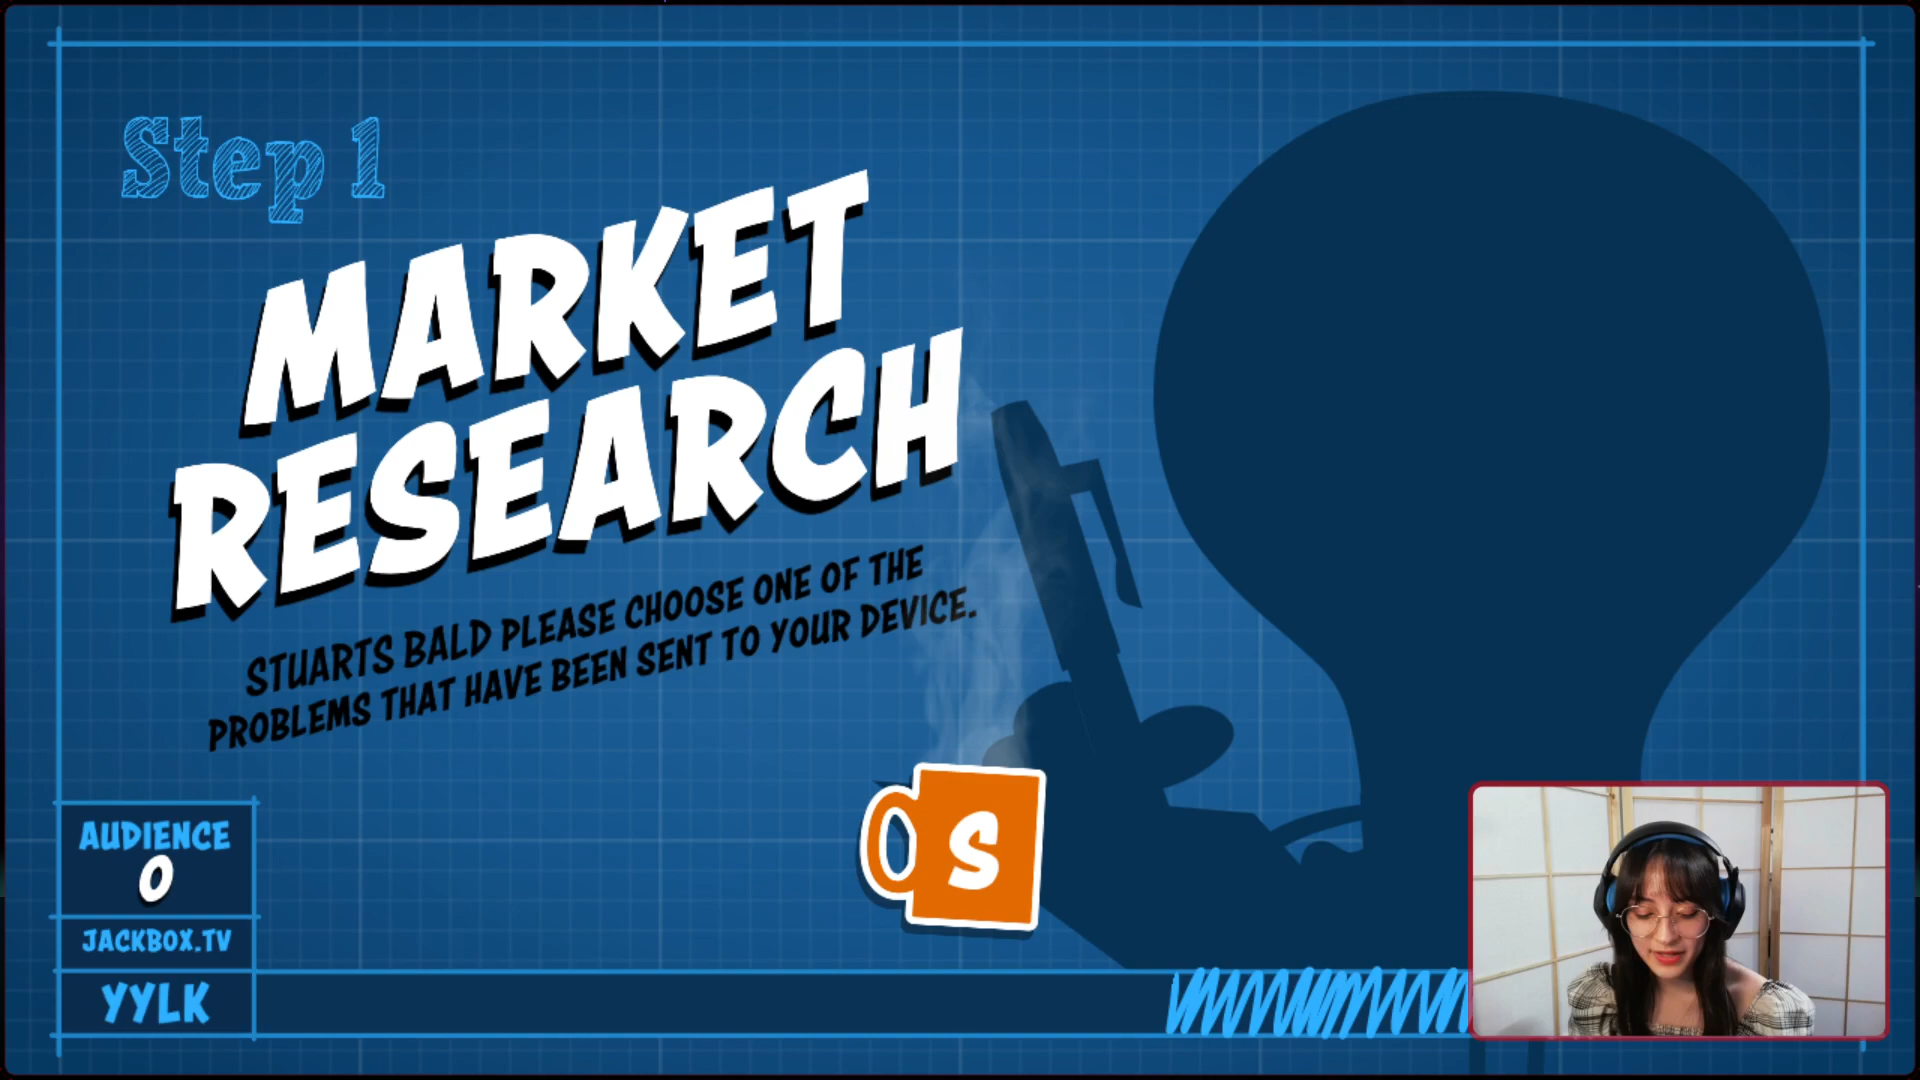 Step 1
MARKET
RESEARCH
STUARTS BALD PLEASE CHOOSE ONE OF THE
PROBLEMS THAT HAVE BEEN SENT TO YOUR DEVICE.
S
AUDIENCE
0
JACKBOX.TV
YYLK